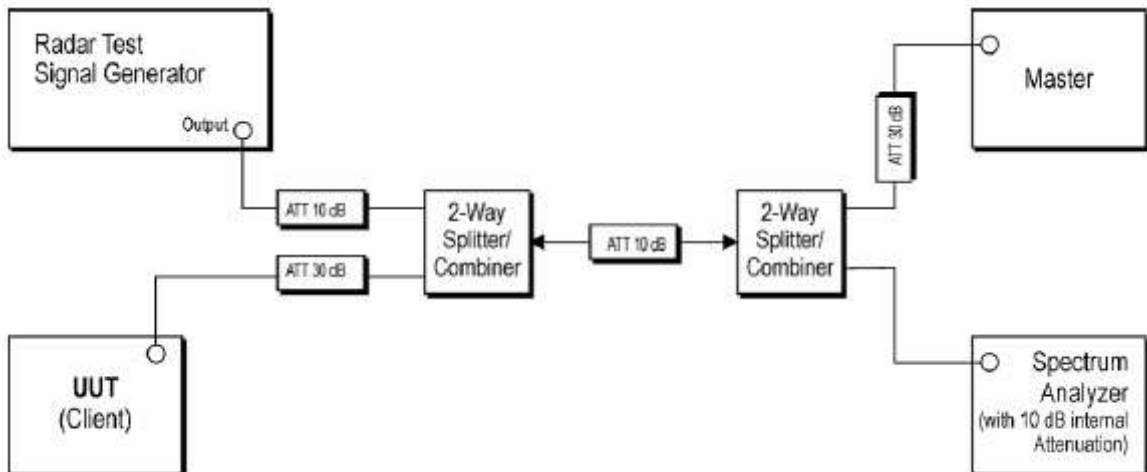 Radar Test
Signal Generator
Output
ATT 10 dB
ATT 30 dB
UUT
(Client)
2-Way
Splitter/
Combiner
ATT 10 dB
2-Way
Splitter/
Combiner
ATT 30 dB
Master
Spectrum
Analyzer
(with 10 dB internal
Attenuation)